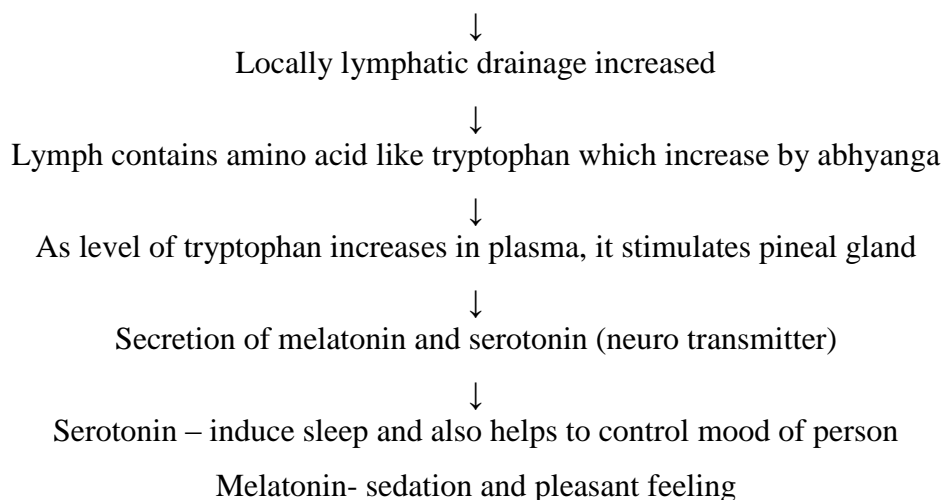 ↓
Locally lymphatic drainage increased
↓
Lymph contains amino acid like tryptophan which increase by abhyanga
↓
As level of tryptophan increases in plasma, it stimulates pineal gland
↓
Secretion of melatonin and serotonin (neuro transmitter)
↓
Serotonin – induce sleep and also helps to control mood of person
Melatonin- sedation and pleasant feeling